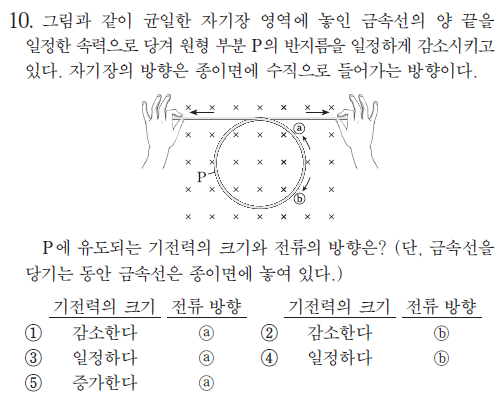 10. 그림과 같이 균일한 자기장 영역에 놓인 금속선의 양 끝을
일정한 속력으로 당겨 원형 부분 P의 반지름을 일정하게 감소시키고
있다. 자기장의 방향은 종이면에 수직으로 들어가는 방향이다.
ⓐ
P
ⓑ
P에 유도되는 기전력의 크기와 전류의 방향은? (단, 금속선을
당기는 동안 금속선은 종이면에 놓여 있다.)
기전력의 크기 전류 방향 기전력의 크기 전류 방향
① 감소한다 ⓐ ② 감소한다 ⓑ
③ 일정하다 ⓐ ④ 일정하다 ⓑ
⑤ 증가한다 ⓐ